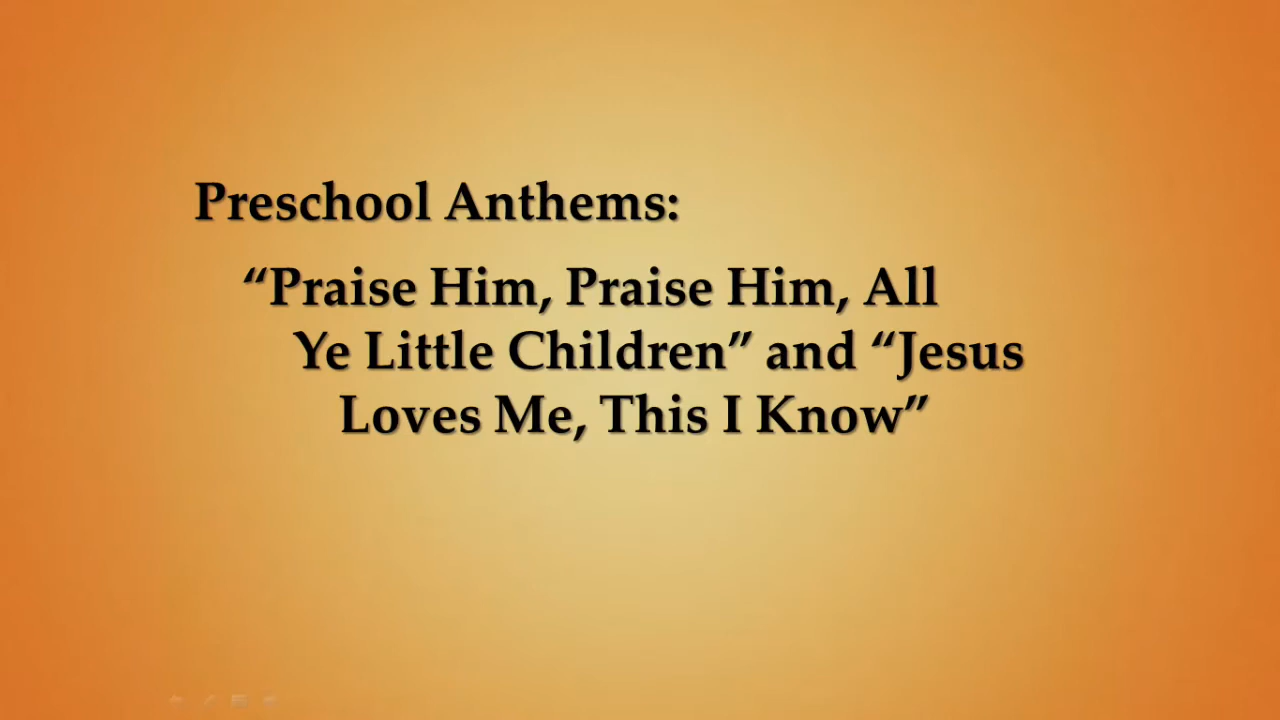 Preschool Anthems:
“Praise Him, Praise Him, All
Ye Little Children” and “Jesus
Loves Me, This I Know”